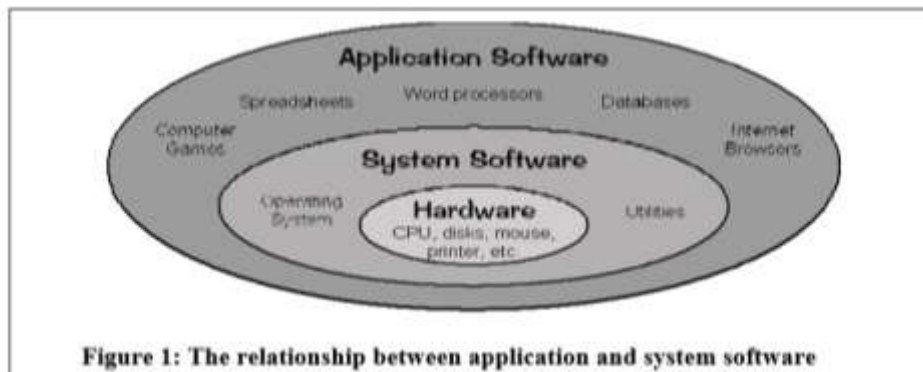 Application Software
Spreadsheets Word processors Databases
Computer Games
Internet Browsers
System Software
Operating System
Utilities
Hardware
CPU, disks, mouse,
printer, etc
Figure 1: The relationship between application and system software